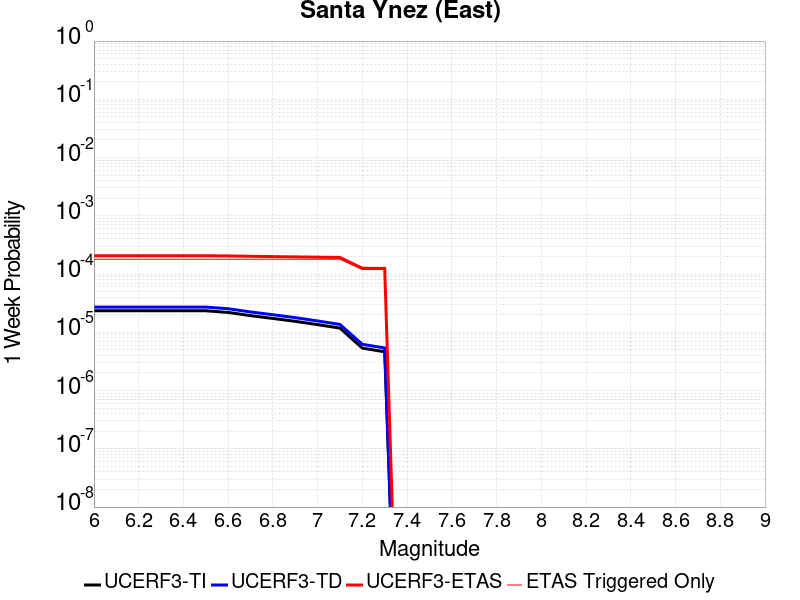 Santa Ynez (East)
10^0
10^-1
10^-2
10^-3
10^-4
10^-5
10^-6
10^-7
10^-8
1 Week Probability
6 6.2 6.4 6.6 6.8 7 7.2 7.4 7.6 7.8 8 8.2 8.4 8.6 8.8 9
Magnitude
UCERF3-TI UCERF3-TD UCERF3-ETAS ETAS Triggered Only